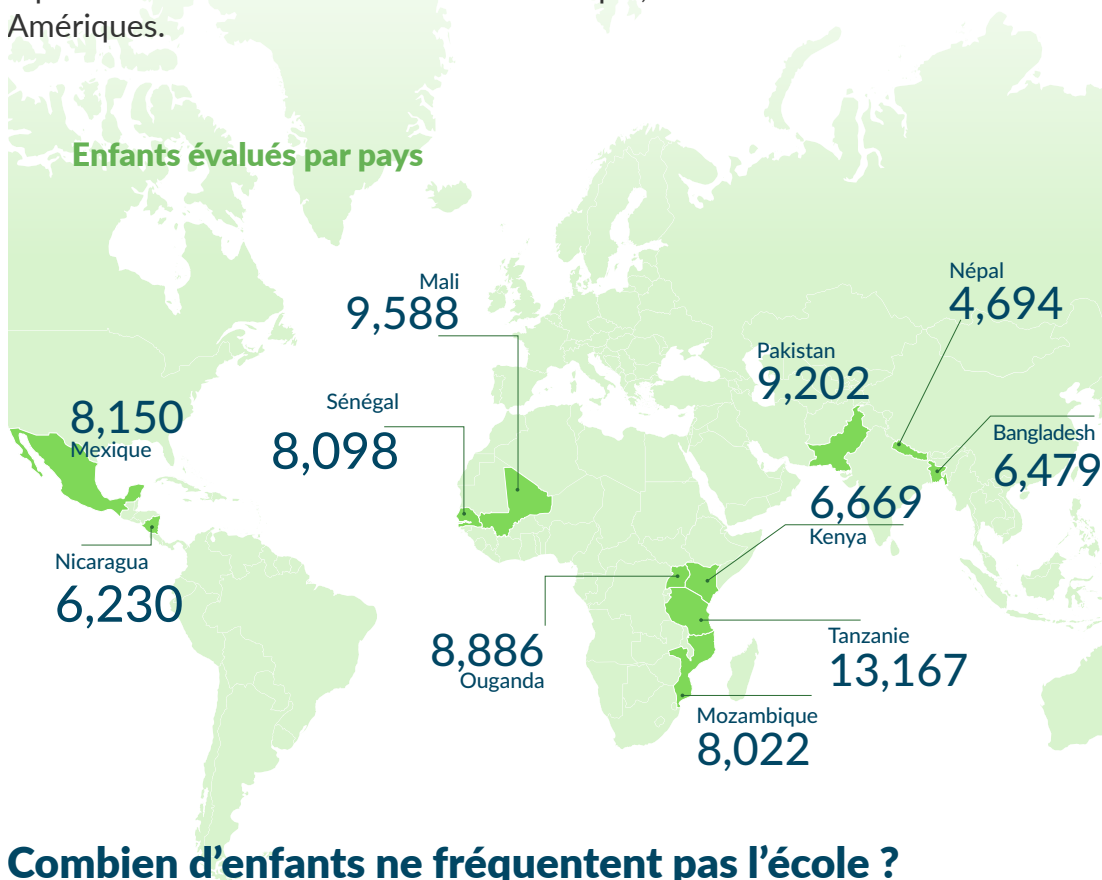 Amériques.
Enfants évalués par pays
Mali
9,588
Népal
4,694
Pakistan
9,202
Sénégal
8,098
8,150
Mexique
Bangladesh
6,479
6,669
Kenya
Nicaragua
6,230
8,886
Ouganda
Tanzanie
13,167
Mozambique
8,022
Combien d’enfants ne fréquentent pas l’école ?